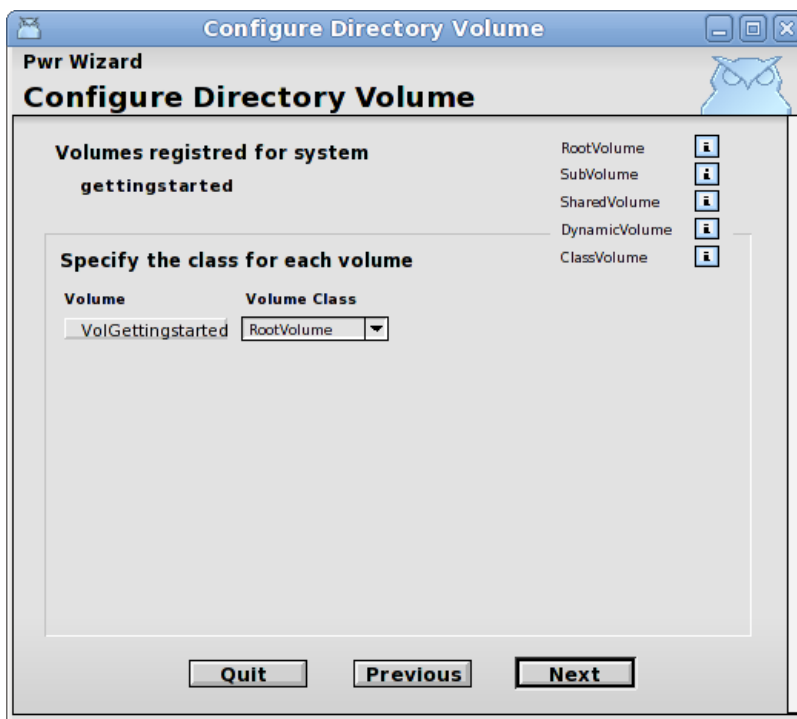 Configure Directory Volume
Pwr Wizard
Configure Directory Volume
Volumes registred for system
gettingstarted
RootVolume
SubVolume
SharedVolume
DynamicVolume
ClassVolume
Specify the class for each volume
Volume Volume Class
VolGettingstarted RootVolume
Quit Previous Next